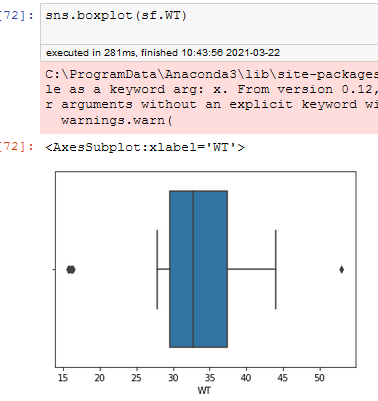 [72]: sns.boxplot(sf.WT)
executed in 281ms, finished 10:43:56 2021-03-22
C:\ProgramData\Anaconda3\lib\site-packages
le as a keyword arg: x. From version 0.12,
r arguments without an explicit keyword wi
warnings.warn(
[72]: <AxesSubplot:xlabel='WT'>
15 20 25 30 35 40 45 50
WT